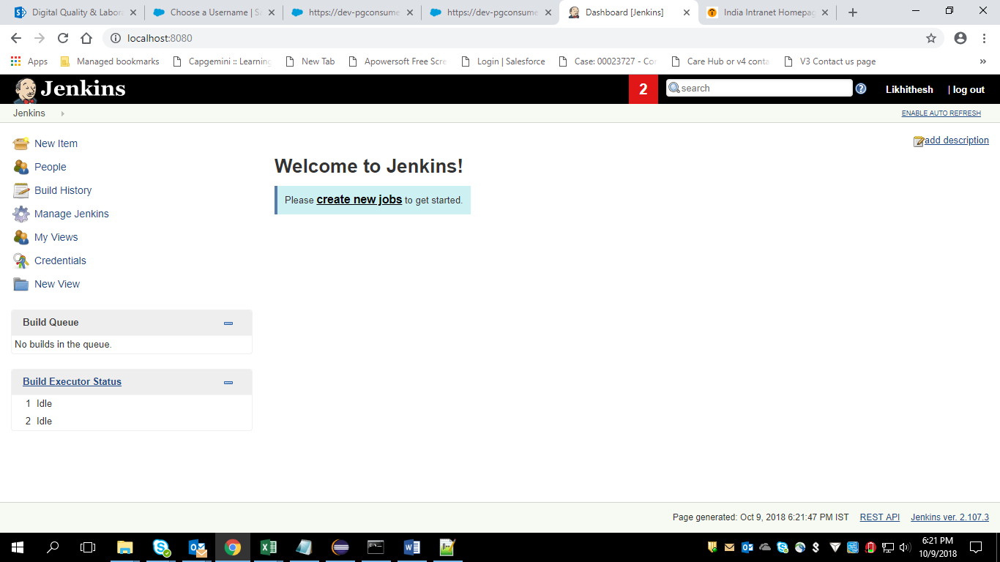 Digital Quality & Labora
Choose a Username | Sa
https://dev-pgconsume
https://dev-pgconsume
Dashboard [Jenkins]
India Intranet Homepag
localhost:8080
Apps
Managed bookmarks
Capgemini :: Learning
New Tab
Apowersoft Free Scre
Login | Salesforce
Case: 00023727 - Con
Care Hub or v4 conta
V3 Contact us page
»
Jenkins
2
search
?
Likhithesh
| log out
Jenkins
ENABLE AUTO REFRESH
New Item
People
Build History
Manage Jenkins
My Views
Credentials
New View
add description
Welcome to Jenkins!
Please create new jobs to get started.
Build Queue
No builds in the queue.
Build Executor Status
1 Idle
2 Idle
Page generated: Oct 9, 2018 6:21:47 PM IST
REST API
Jenkins ver. 2.107.3
6:21 PM
10/9/2018